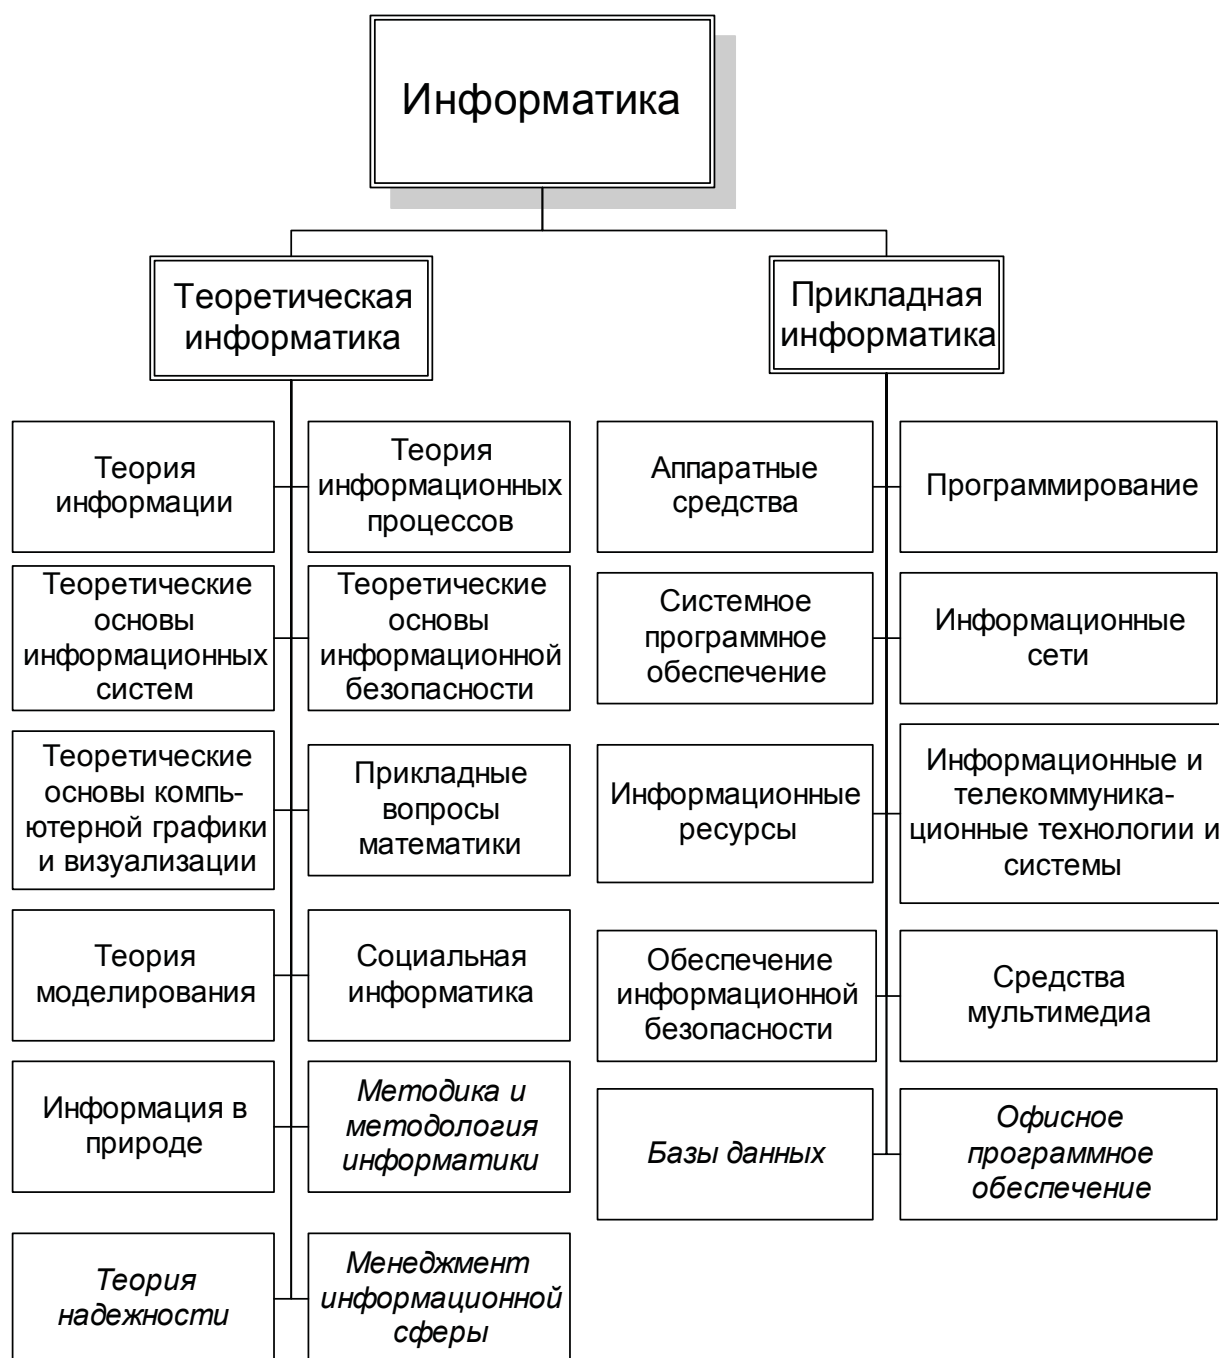 Информатика
Теоретическая
информатика
Прикладная
информатика
Теория
информации
Теория
информационных
процессов
Аппаратные
средства
Программирование
Теоретические
основы
информационных
систем
Теоретические
основы
информационной
безопасности
Системное
программное
обеспечение
Информационные
сети
Теоретические
основы компь-
ютерной графики
и визуализации
Прикладные
вопросы
математики
Информационные
ресурсы
Информационные и
телекоммуника-
ционные технологии и
системы
Теория
моделирования
Социальная
информатика
Обеспечение
информационной
безопасности
Средства
мультимедиа
Информация в
природе
Методика и
методология
информатики
Базы данных
Офисное
программное
обеспечение
Теория
надежности
Менеджмент
информационной
сферы